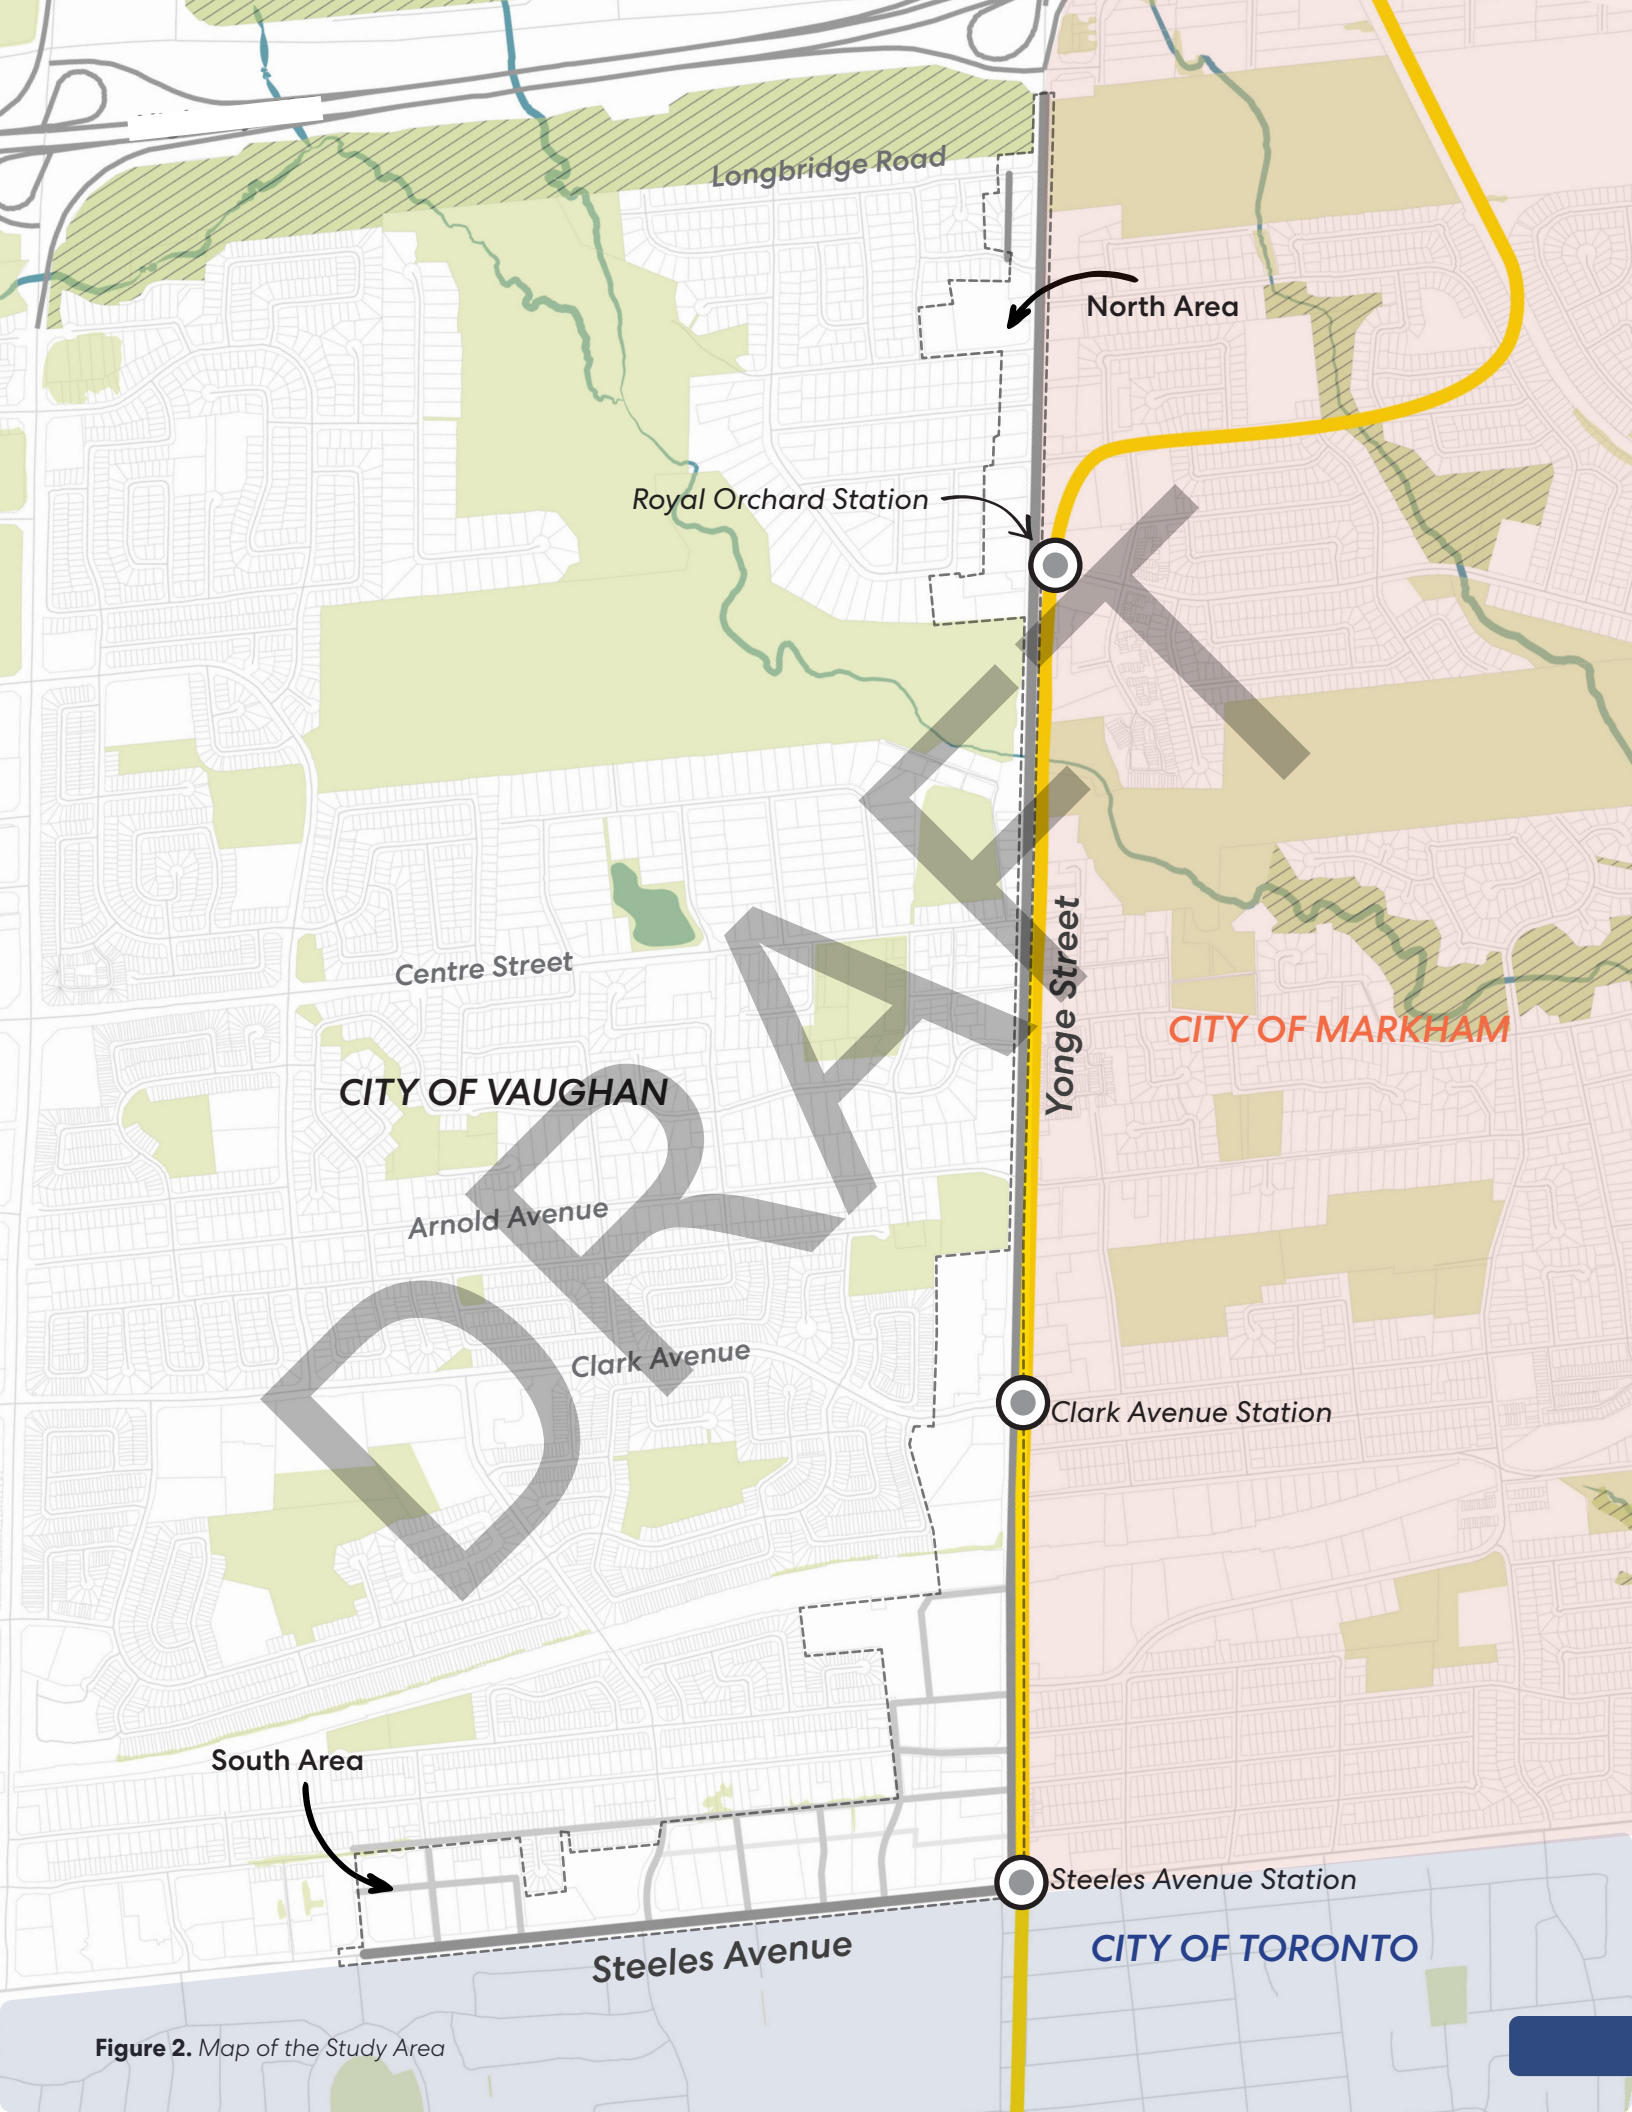 Longbridge Road
North Area
Royal Orchard Station
Yonge Street
Centre Street
CITY OF MARKHAM
CITY OF VAUGHAN
Arnold Avenue
Clark Avenue
Clark Avenue Station
DRAFT
South Area
Steeles Avenue Station
Steeles Avenue
CITY OF TORONTO
Figure 2. Map of the Study Area